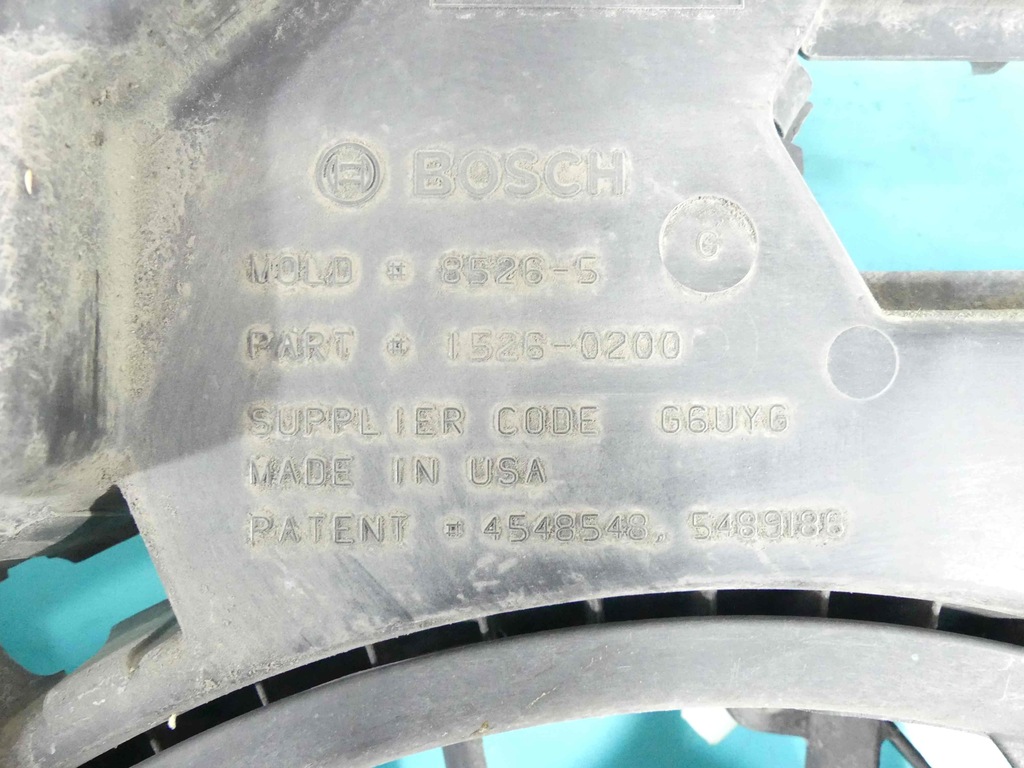 BOSCH
G
MOLD # 8526-5
PART # 1526-0200
SUPPLIER CODE G6UYG
MADE IN USA
PATENT # 4548548, 5489186